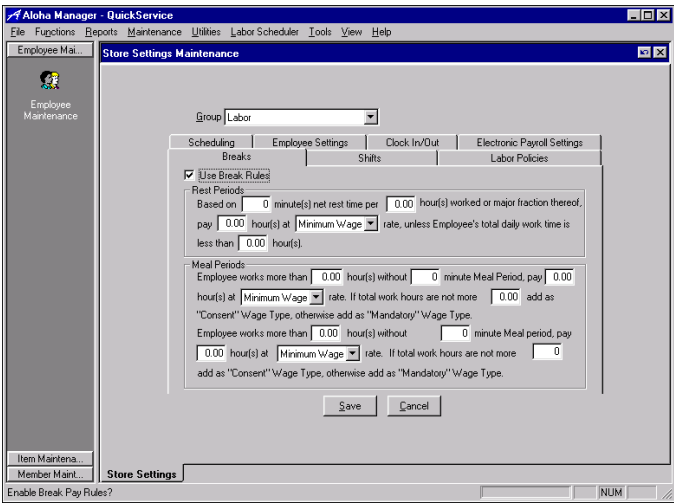 Aloha Manager - QuickService
File Functions Reports Maintenance Utilities Labor Scheduler Tools View Help
Employee Mai...
Store Settings Maintenance
Employee
Maintenance
Group Labor
Scheduling Employee Settings Clock In/Out Electronic Payroll Settings
Breaks Shifts Labor Policies
Use Break Rules
Rest Periods
Based on 0 minute(s) net rest time per 0.00 hour(s) worked or major fraction thereof,
pay 0.00 hour(s) at Minimum Wage rate, unless Employee's total daily work time is
less than 0.00 hour(s).
Meal Periods
Employee works more than 0.00 hour(s) without 0 minute Meal Period, pay 0.00
hour(s) at Minimum Wage rate. If total work hours are not more 0.00 add as
"Consent" Wage Type, otherwise add as "Mandatory" Wage Type.
Employee works more than 0.00 hour(s) without 0 minute Meal period, pay
0.00 hour(s) at Minimum Wage rate. If total work hours are not more 0
add as "Consent" Wage Type, otherwise add as "Mandatory" Wage Type.
Save Cancel
Item Maintena...
Member Maint...
Store Settings
Enable Break Pay Rules?
NUM